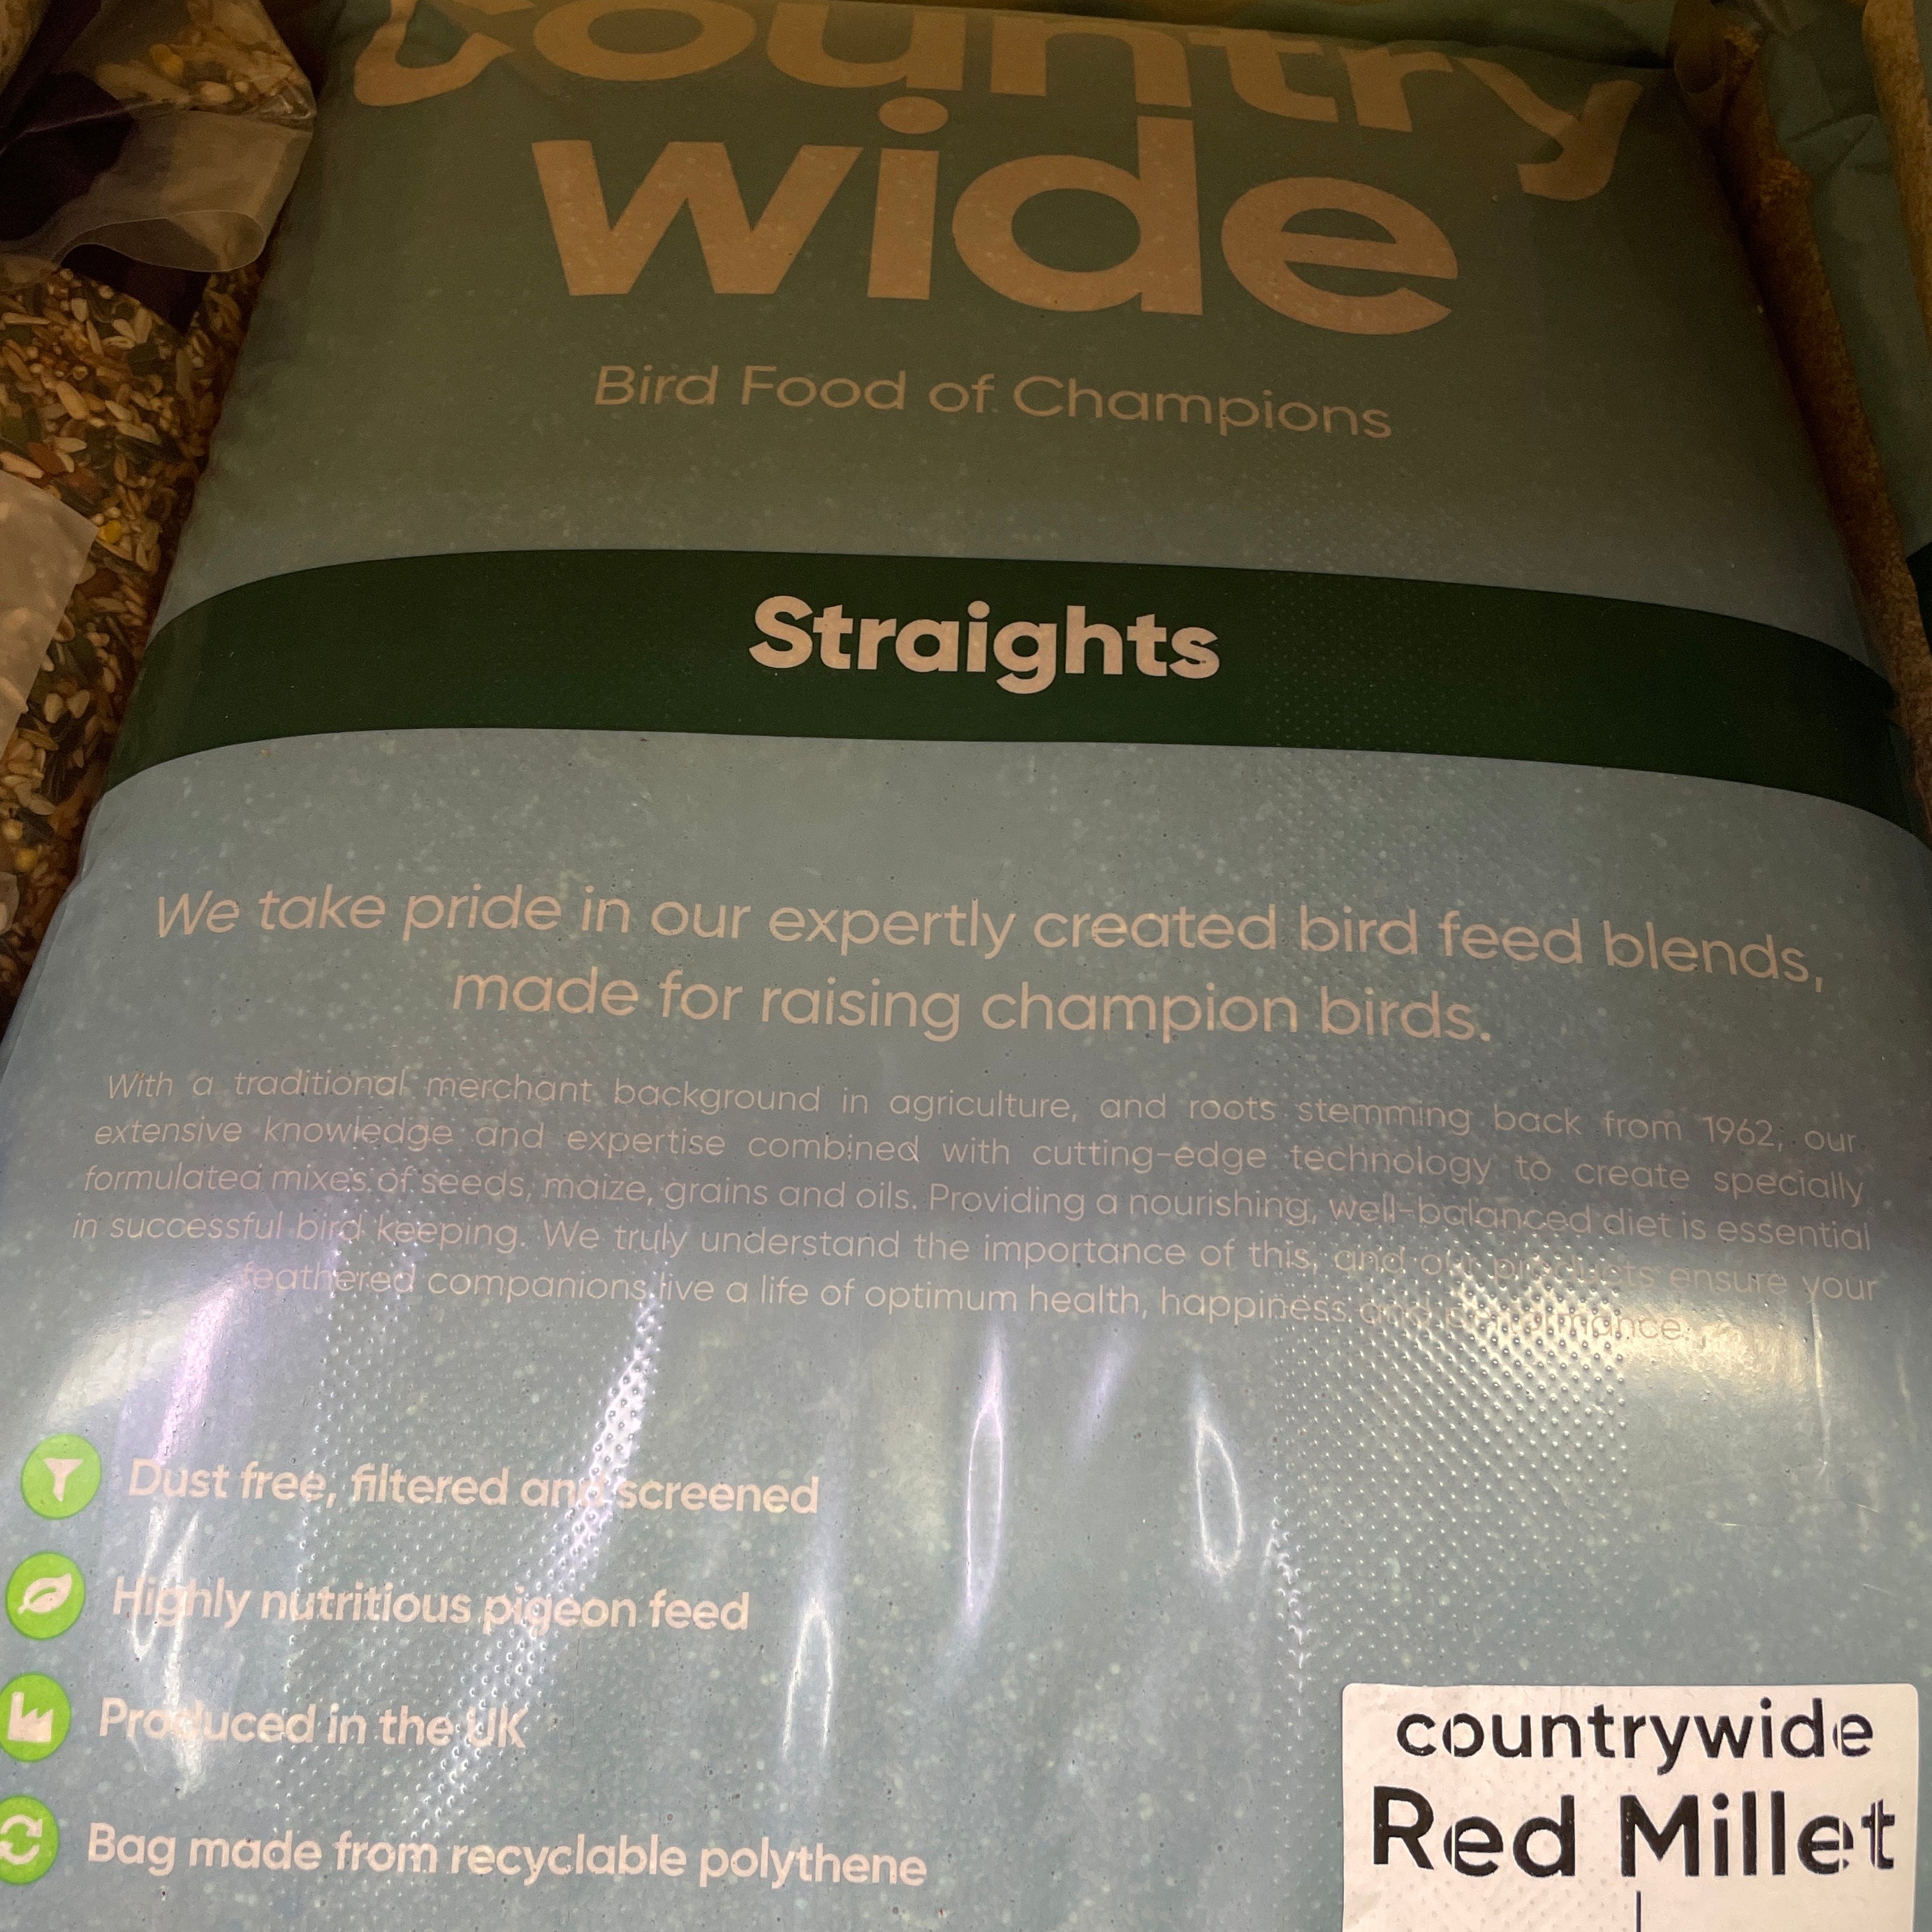 country
wide
Bird Food of Champions
Straights
We take pride in our expertly created bird feed blends,
made for raising champion birds.
With a traditional merchant background in agriculture, and roots stemming back from 1962, our
extensive knowledge and expertise combined with cutting-edge technology to create specially
formulated mixes of seeds, maize, grains and oils. Providing a nourishing, well-balanced diet is essential
in successful bird keeping. We truly understand the importance of this, and our products ensure your
feathered companions live a life of optimum health, happiness and performance.
Dust free, filtered and screened
Highly nutritious pigeon feed
Produced in the UK
Bag made from recyclable polythene
countrywide
Red Millet